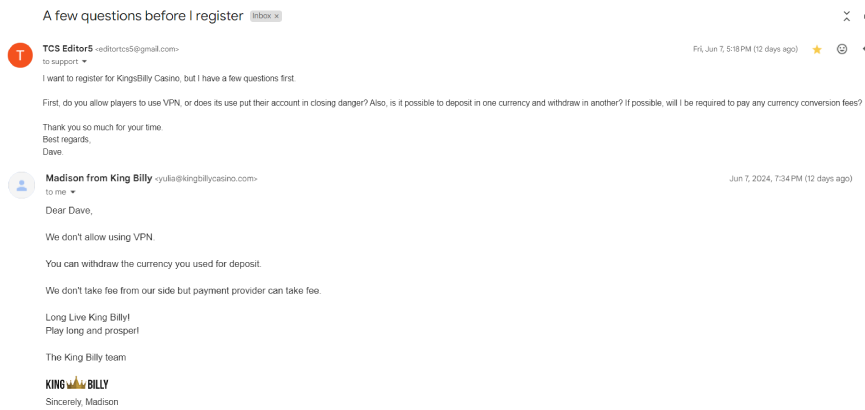 A few questions before I register Inbox ×
TCS Editor5 <editortcs5@gmail.com> Fri, Jun 7, 5:18 PM (12 days ago)
to support
I want to register for KingsBilly Casino, but I have a few questions first.
First, do you allow players to use VPN, or does its use put their account in closing danger? Also, is it possible to deposit in one currency and withdraw in another? If possible, will I be required to pay any currency conversion fees?
Thank you so much for your time.
Best regards,
Dave.
T
Madison from King Billy <yulia@kingbillycasino.com> Jun 7, 2024, 7:34 PM (12 days ago)
to me
Dear Dave,
We don't allow using VPN.
You can withdraw the currency you used for deposit.
We don't take fee from our side but payment provider can take fee.
Long Live King Billy!
Play long and prosper!
The King Billy team
KING BILLY
Sincerely, Madison